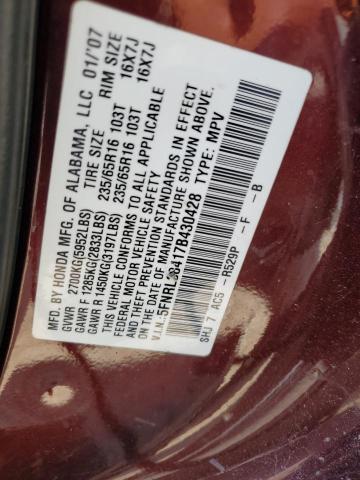 MFD. BY HONDA MFG. OF ALABAMA, LLC 01/'07
TIRE SIZE RIM SIZE
GVWR 2700KG(5952LBS)
GAWR F 1285KG(2833LBS) 235/65R16 103T 16X7J
GAWR R 1450KG(3197LBS) 235/65R16 103T 16X7J
THIS VEHICLE CONFORMS TO ALL APPLICABLE
FEDERAL MOTOR VEHICLE SAFETY
AND THEFT PREVENTION STANDARDS IN EFFECT
ON THE DATE OF MANUFACTURE SHOWN ABOVE.
V.I.N.: TYPE: MPV
SHJ 7 AC5 - R529P - F - B